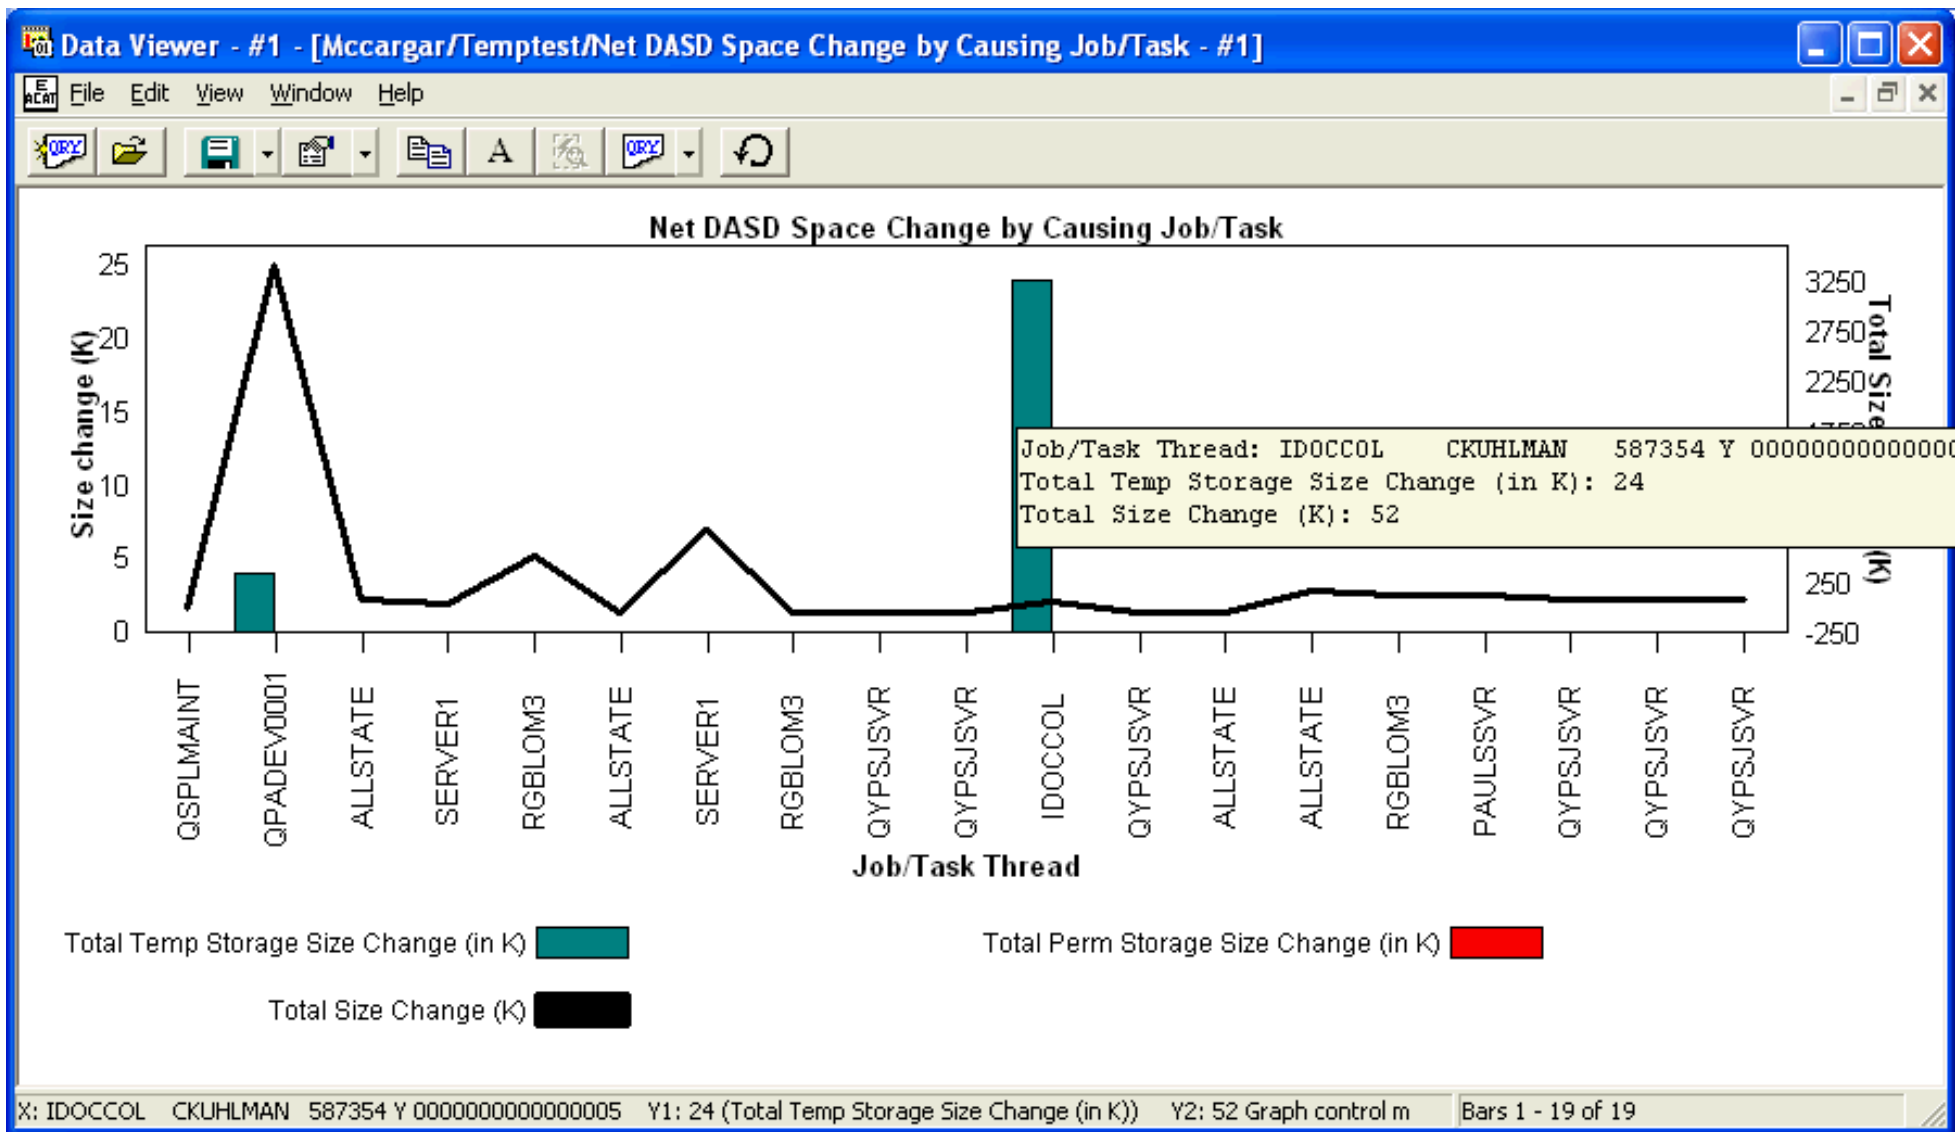 Data Viewer - #1 - [Mccargar/Temptest/Net DASD Space Change by Causing Job/Task - #1]
E
ACAT File Edit View Window Help
QRY A QRY
Net DASD Space Change by Causing Job/Task
Size change (K)
25
20
15
10
5
0
3250
2750
2250
250
-250
Total Size
(K)
Job/Task Thread: IDOCCOL CKUHLMAN 587354 Y 00000000000000
Total Temp Storage Size Change (in K): 24
Total Size Change (K): 52
QSPLMAINT
QPADEV0001
ALLSTATE
SERVER1
RGBLOM3
ALLSTATE
SERVER1
RGBLOM3
QYPSJSVR
QYPSJSVR
IDOCCOL
QYPSJSVR
ALLSTATE
ALLSTATE
RGBLOM3
PAULSSVR
QYPSJSVR
QYPSJSVR
QYPSJSVR
Job/Task Thread
Total Temp Storage Size Change (in K)
Total Perm Storage Size Change (in K)
Total Size Change (K)
X: IDOCCOL CKUHLMAN 587354 Y 0000000000000005 Y1: 24 (Total Temp Storage Size Change (in K)) Y2: 52 Graph control m
Bars 1 - 19 of 19